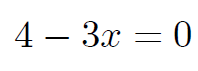 4 − 3x = 0